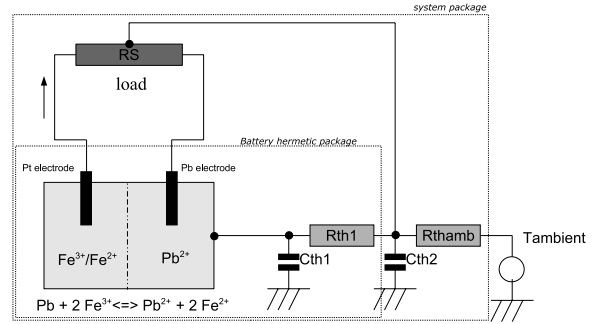 system package
RS
load
Battery hermetic package
Pt electrode
Pb electrode
Rth1
Rthamb
Tambient
Fe³⁺/Fe²⁺
Pb²⁺
Cth1
Cth2
Pb + 2 Fe³⁺<=> Pb²⁺ + 2 Fe²⁺